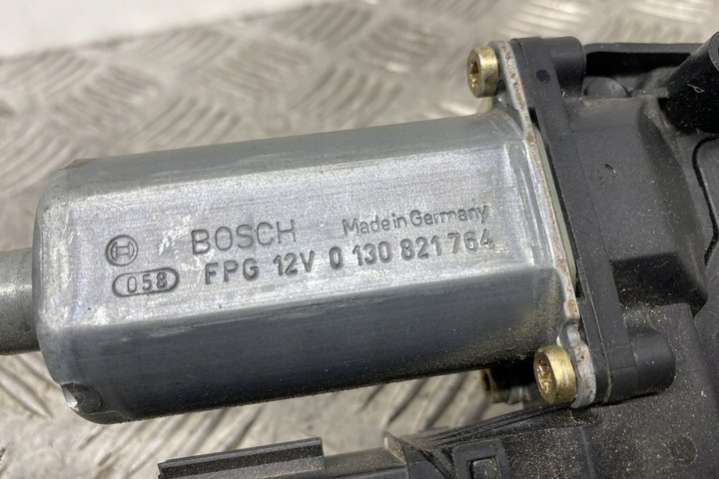 BOSCH Made in Germany
058 FPG 12V 0 130 821 764